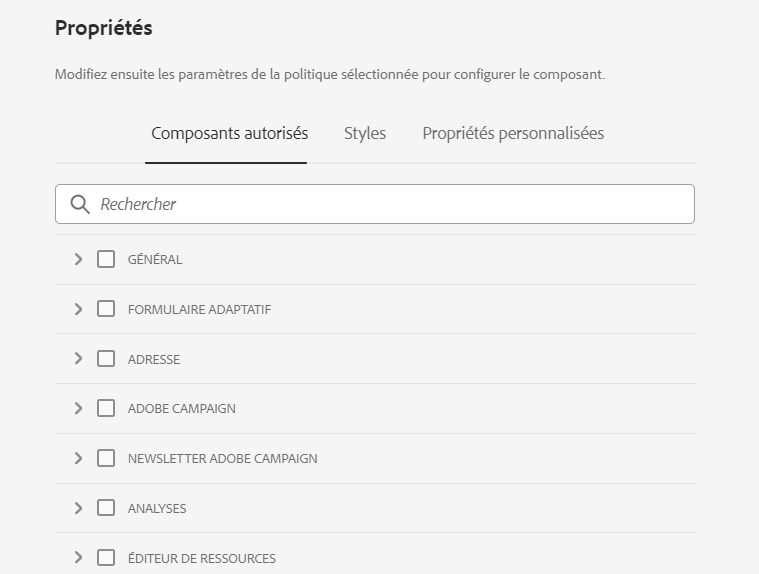 Propriétés
Modifiez ensuite les paramètres de la politique sélectionnée pour configurer le composant.
Composants autorisés Styles Propriétés personnalisées
Rechercher
GÉNÉRAL
FORMULAIRE ADAPTATIF
ADRESSE
ADOBE CAMPAIGN
NEWSLETTER ADOBE CAMPAIGN
ANALYSES
ÉDITEUR DE RESSOURCES